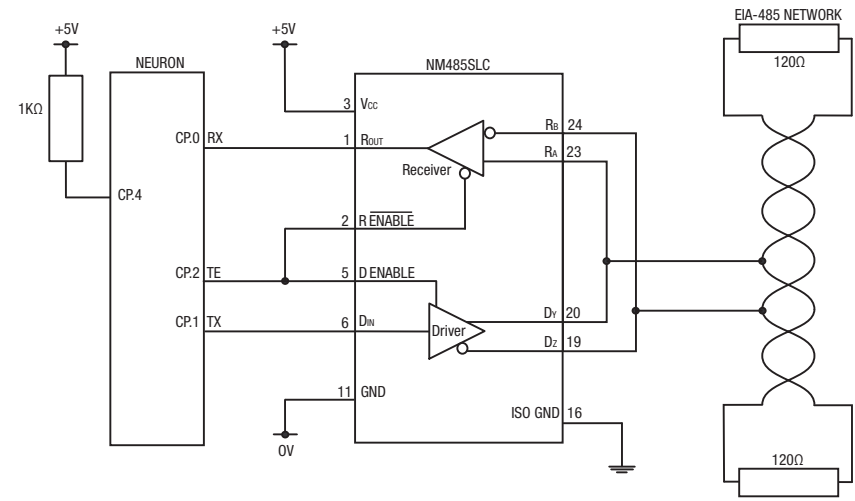 EIA-485 NETWORK
120Ω
+5V
+5V
NEURON
NM485SLC
1KΩ
3 VCC
CP.0 RX
1 ROUT
RB 24
RA 23
Receiver
CP.4
2 R E̅N̅A̅B̅L̅E̅
CP.2 TE
5 D ENABLE
CP.1 TX
6 DIN
Driver
DY 20
DZ 19
11 GND
ISO GND 16
0V
120Ω